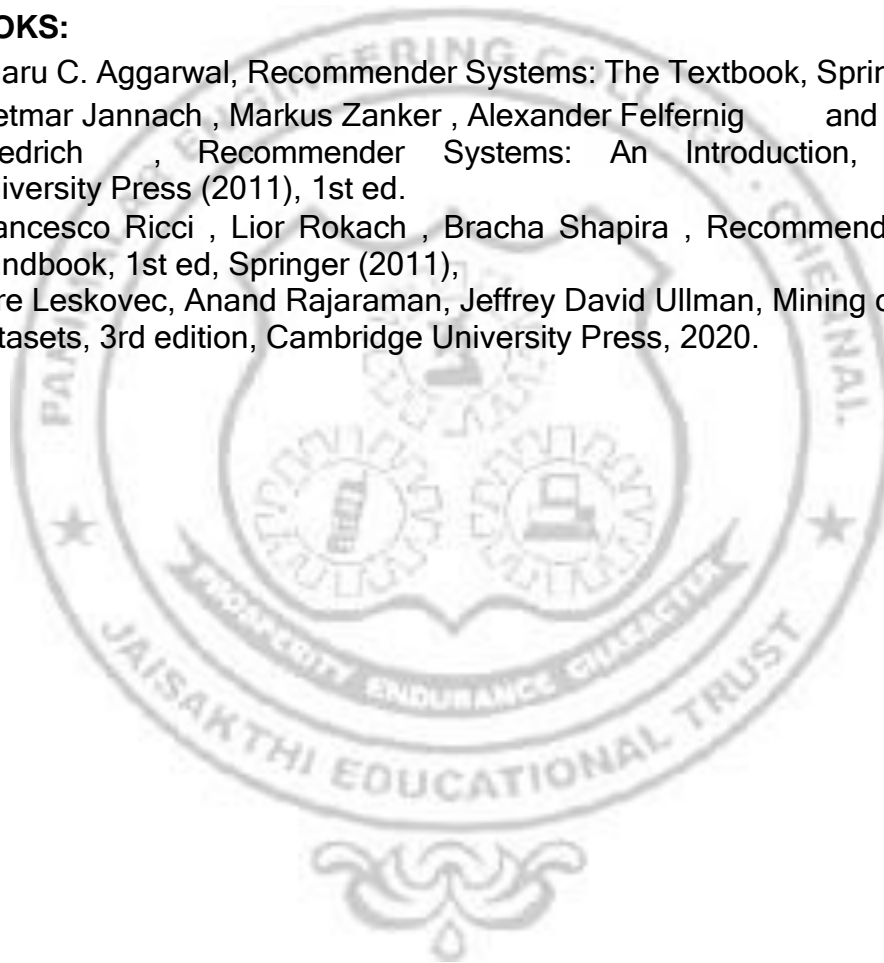 OKS:
aru C. Aggarwal, Recommender Systems: The Textbook, Sprin
etmar Jannach , Markus Zanker , Alexander Felfernig and
edrich , Recommender Systems: An Introduction,
iversity Press (2011), 1st ed.
ancesco Ricci , Lior Rokach , Bracha Shapira , Recommend
ndbook, 1st ed, Springer (2011),
re Leskovec, Anand Rajaraman, Jeffrey David Ullman, Mining o
tasets, 3rd edition, Cambridge University Press, 2020.
ENGINEERING CHENNAI.
PROSPERITY ENDURANCE CHARACTER
JAISAKTHI EDUCATIONAL TRUST